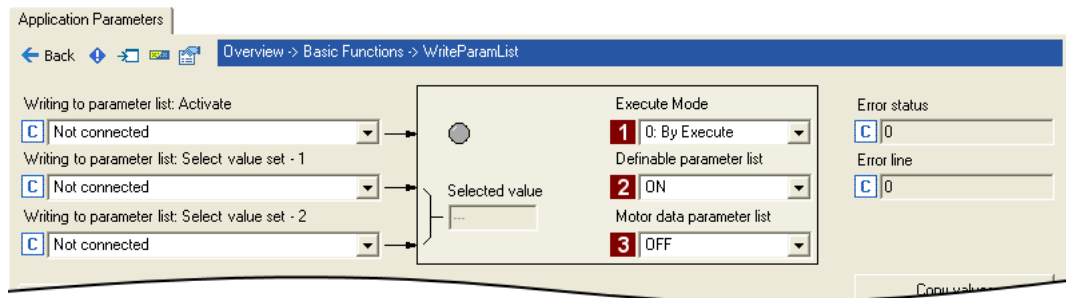 Application Parameters
Back Overview -> Basic Functions -> WriteParamList
Writing to parameter list: Activate
C Not connected
Writing to parameter list: Select value set - 1
C Not connected
Writing to parameter list: Select value set - 2
C Not connected
Selected value
---
Execute Mode
1 0: By Execute
Definable parameter list
2 ON
Motor data parameter list
3 OFF
Error status
C 0
Error line
C 0
Copy